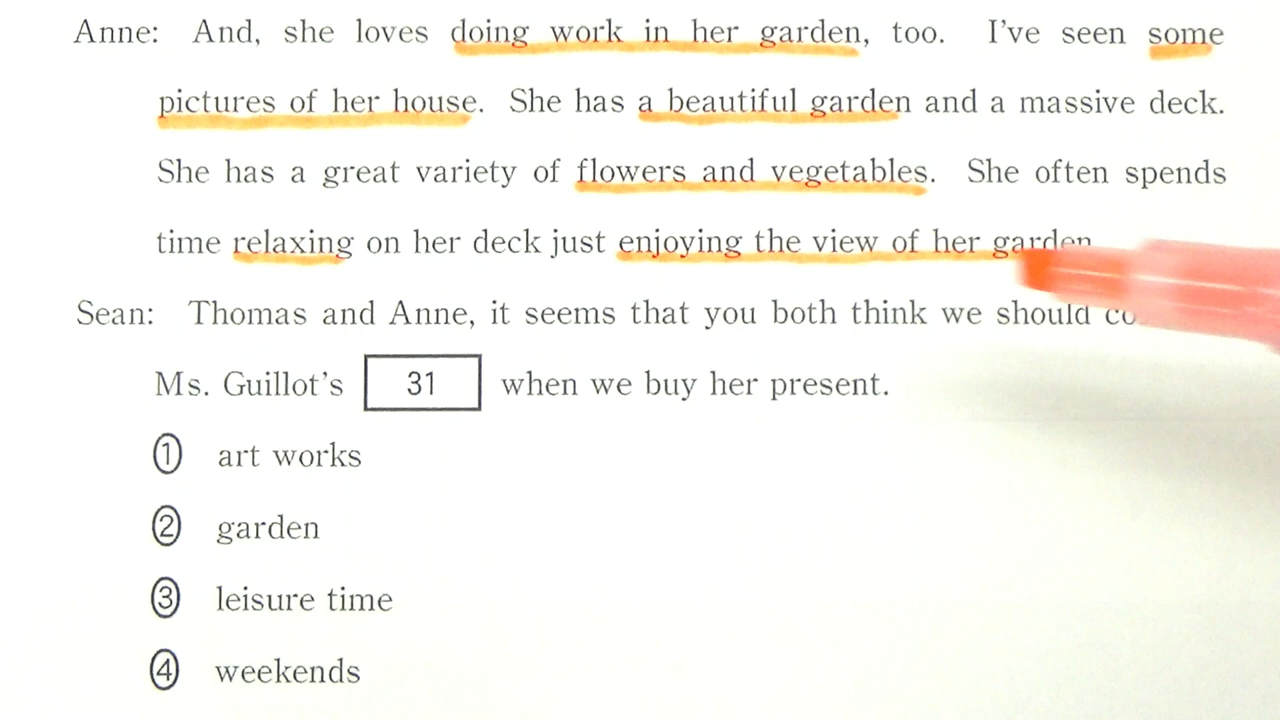 Anne: And, she loves doing work in her garden, too. I've seen some
pictures of her house. She has a beautiful garden and a massive deck.
She has a great variety of flowers and vegetables. She often spends
time relaxing on her deck just enjoying the view of her garden
Sean: Thomas and Anne, it seems that you both think we should
Ms. Guillot's 31 when we buy her present.
① art works
② garden
③ leisure time
④ weekends